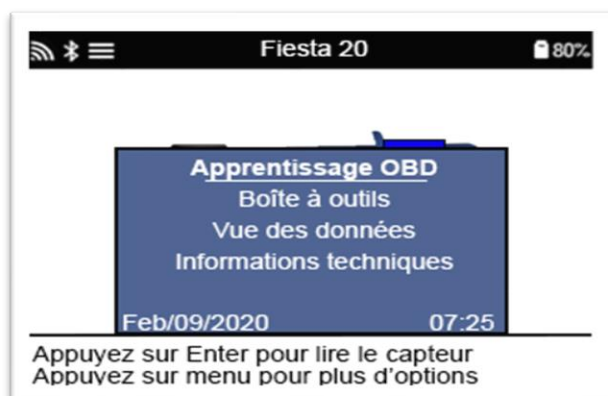 Fiesta 20
80%
Apprentissage OBD
Boîte à outils
Vue des données
Informations techniques
Feb/09/2020 07:25
Appuyez sur Enter pour lire le capteur
Appuyez sur menu pour plus d'options